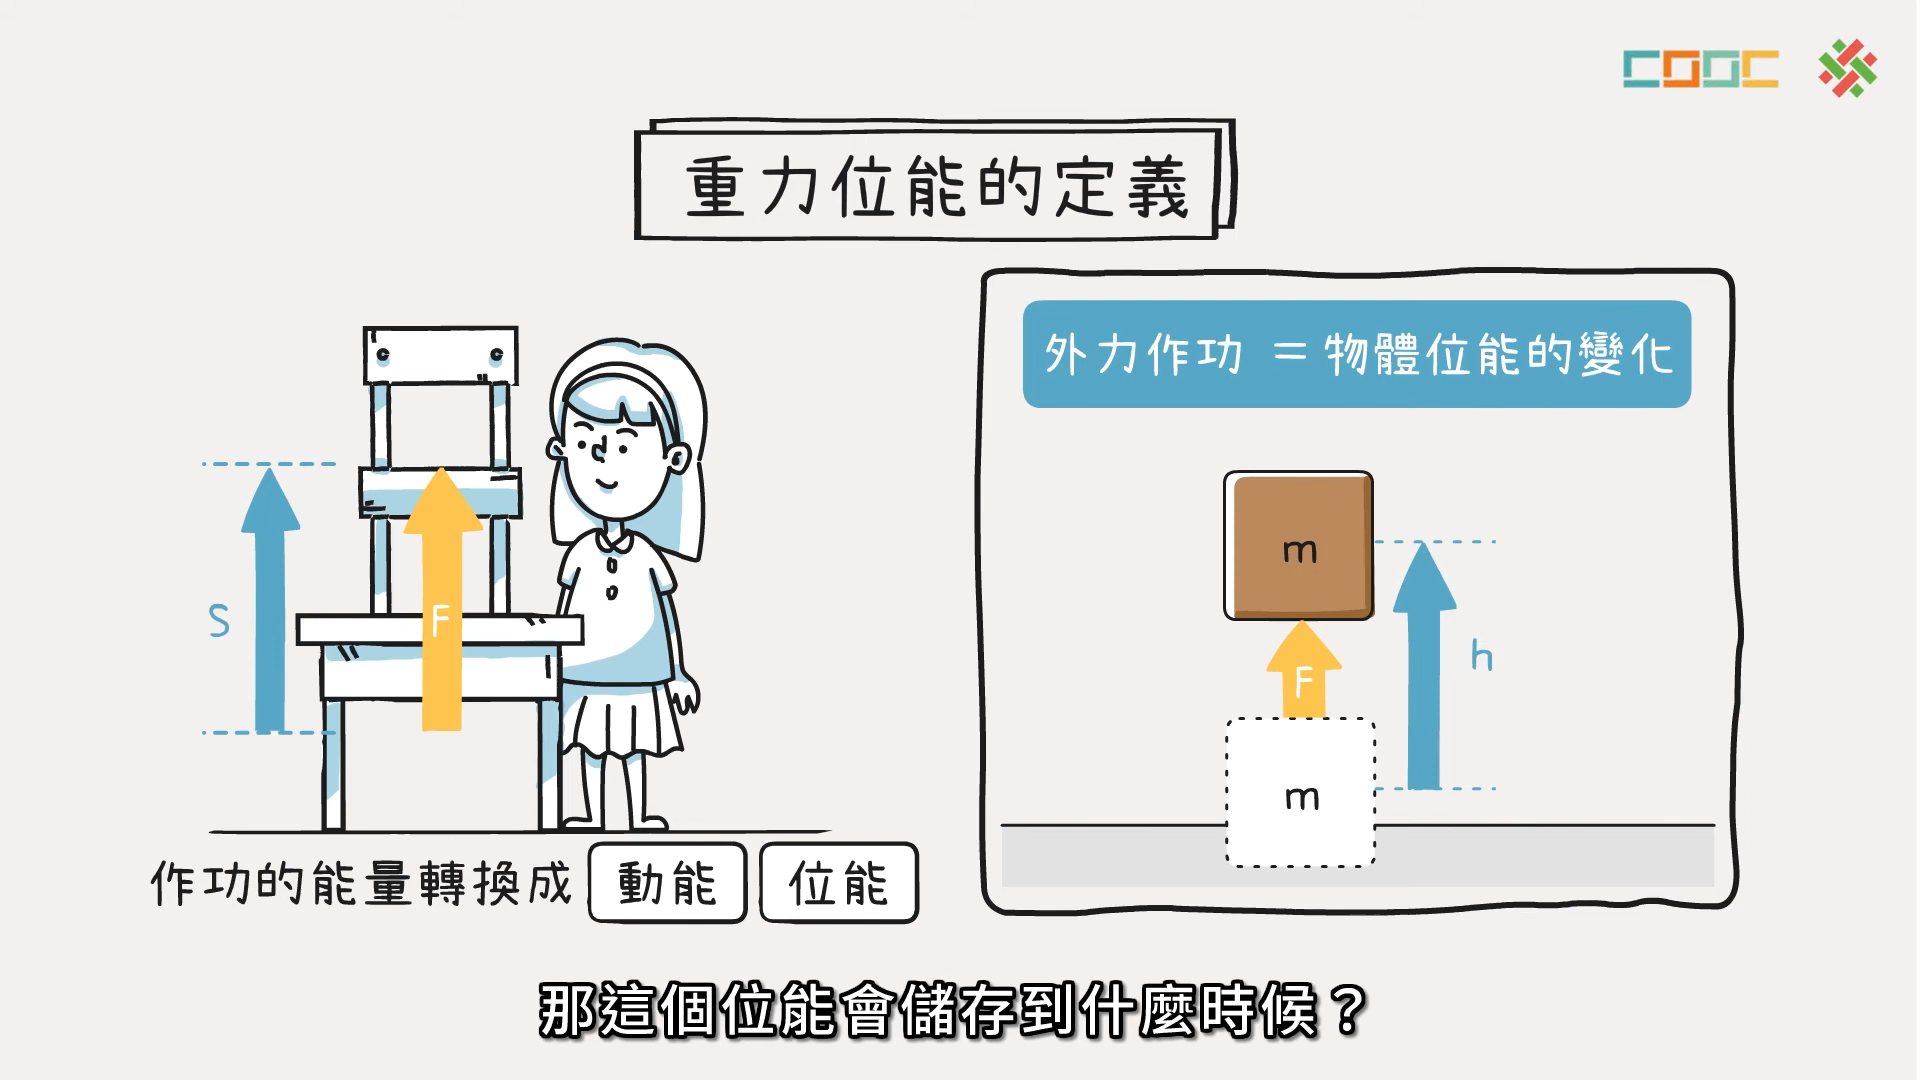 COOC
重力位能的定義
外力作功 = 物體位能的變化
S
F
m
F
h
m
作功的能量轉換成 動能 位能
那這個位能會儲存到什麼時候？